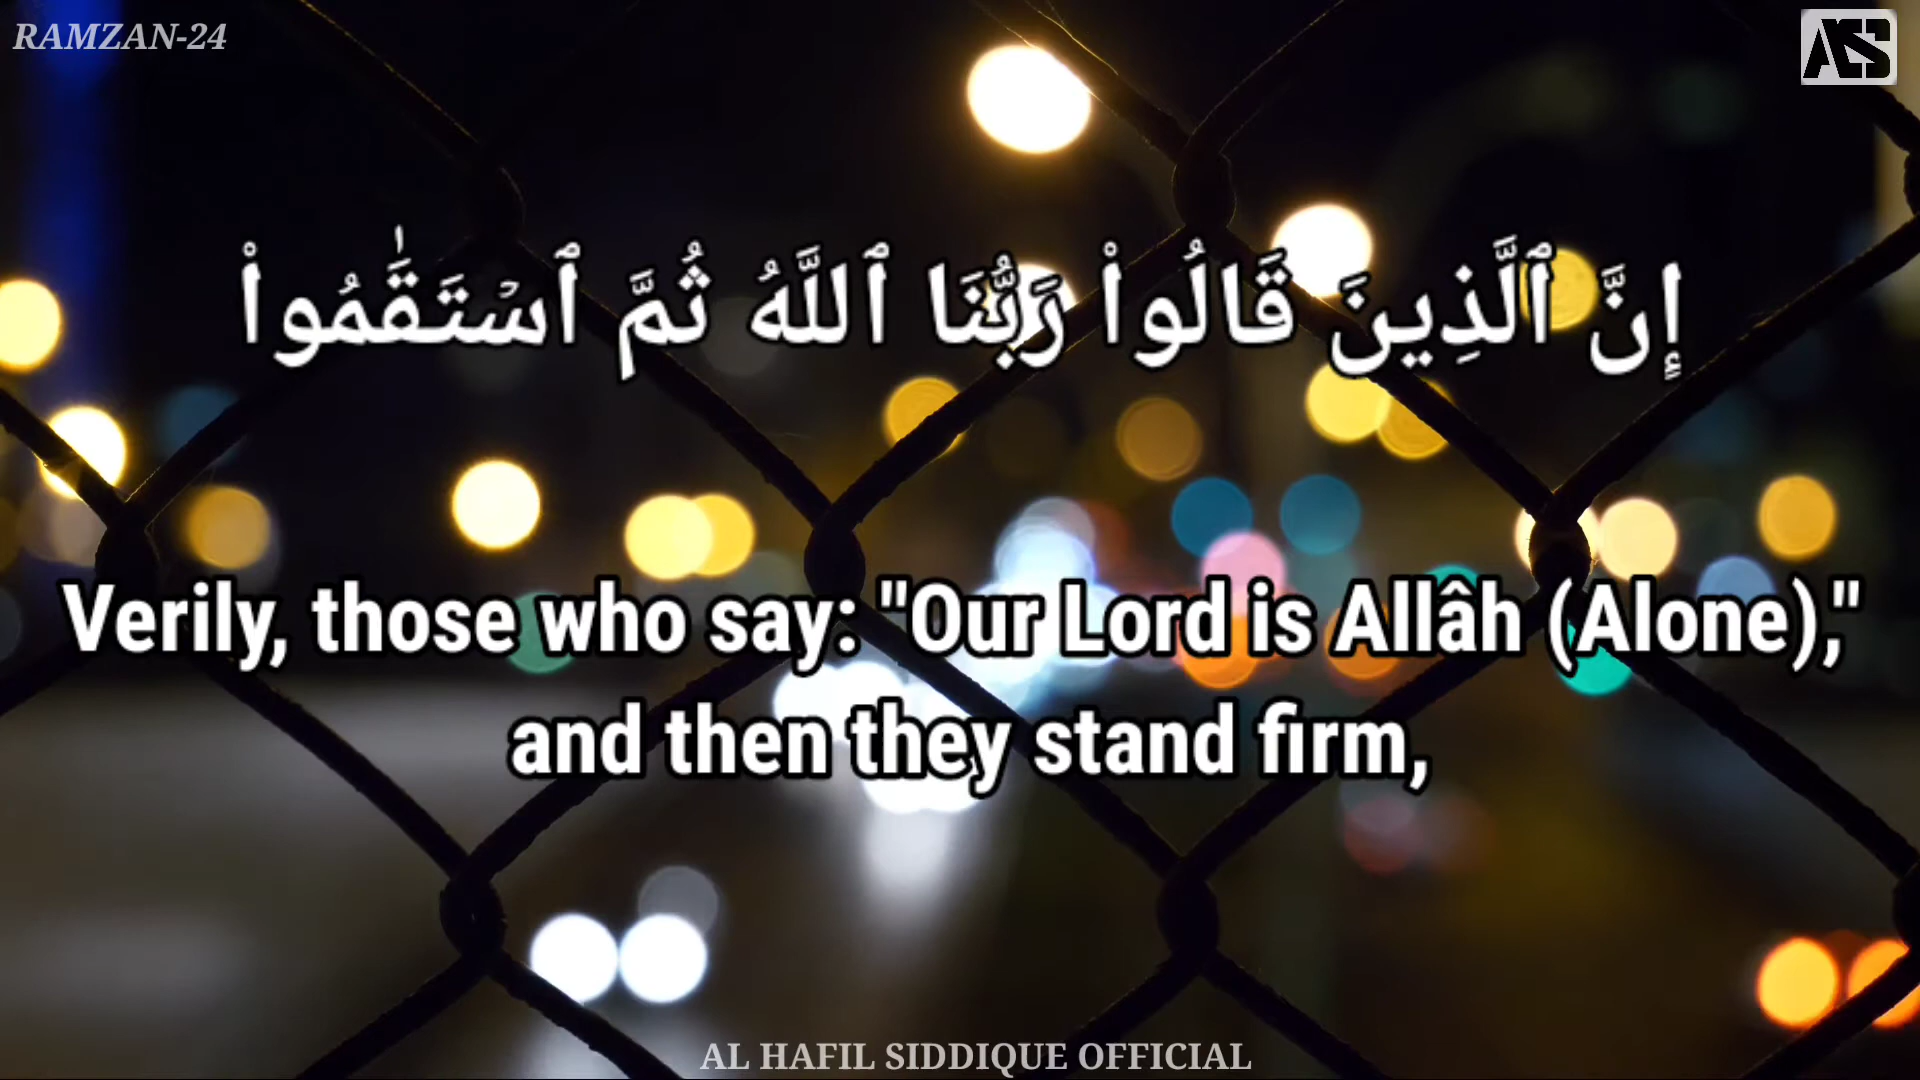 RAMZAN-24
AES
إِنَّ ٱلَّذِينَ قَالُوا۟ رَبُّنَا ٱللَّهُ ثُمَّ ٱسْتَقَـٰمُوا۟
Verily, those who say: "Our Lord is Allâh (Alone),"
and then they stand firm,
AL HAFIL SIDDIQUE OFFICIAL